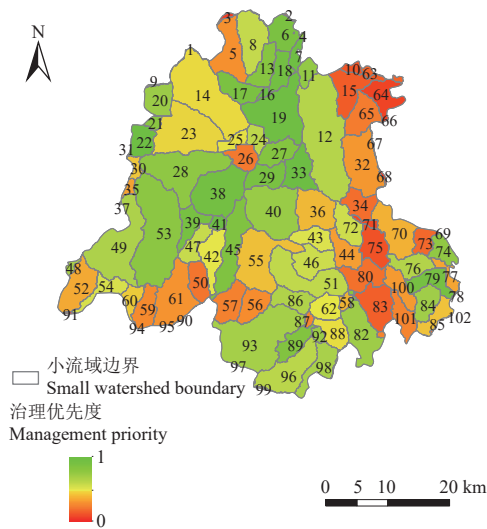 N
2
3 4
8 6
5
1 7
10 63
13 18 11
9 15 64
17 16
20 14
65 66
21 19
22 23 12 67
25 24
31 27
30 26 32
28 29 33 68
35
38 34
37 40 36
71 69
39 41 72 70
53 43 75 73
49 47 74
45 44
48 42 55 46 76
50 80 79 77
52 54 51 100
60 61 86 58 78
59 57 56 62 83 84
91 87 101 102
94 95 90 88 85
92 82
93 89
97 96 98
99
小流域边界
Small watershed boundary
治理优先度
Management priority
1
0
0 5 10 20 km